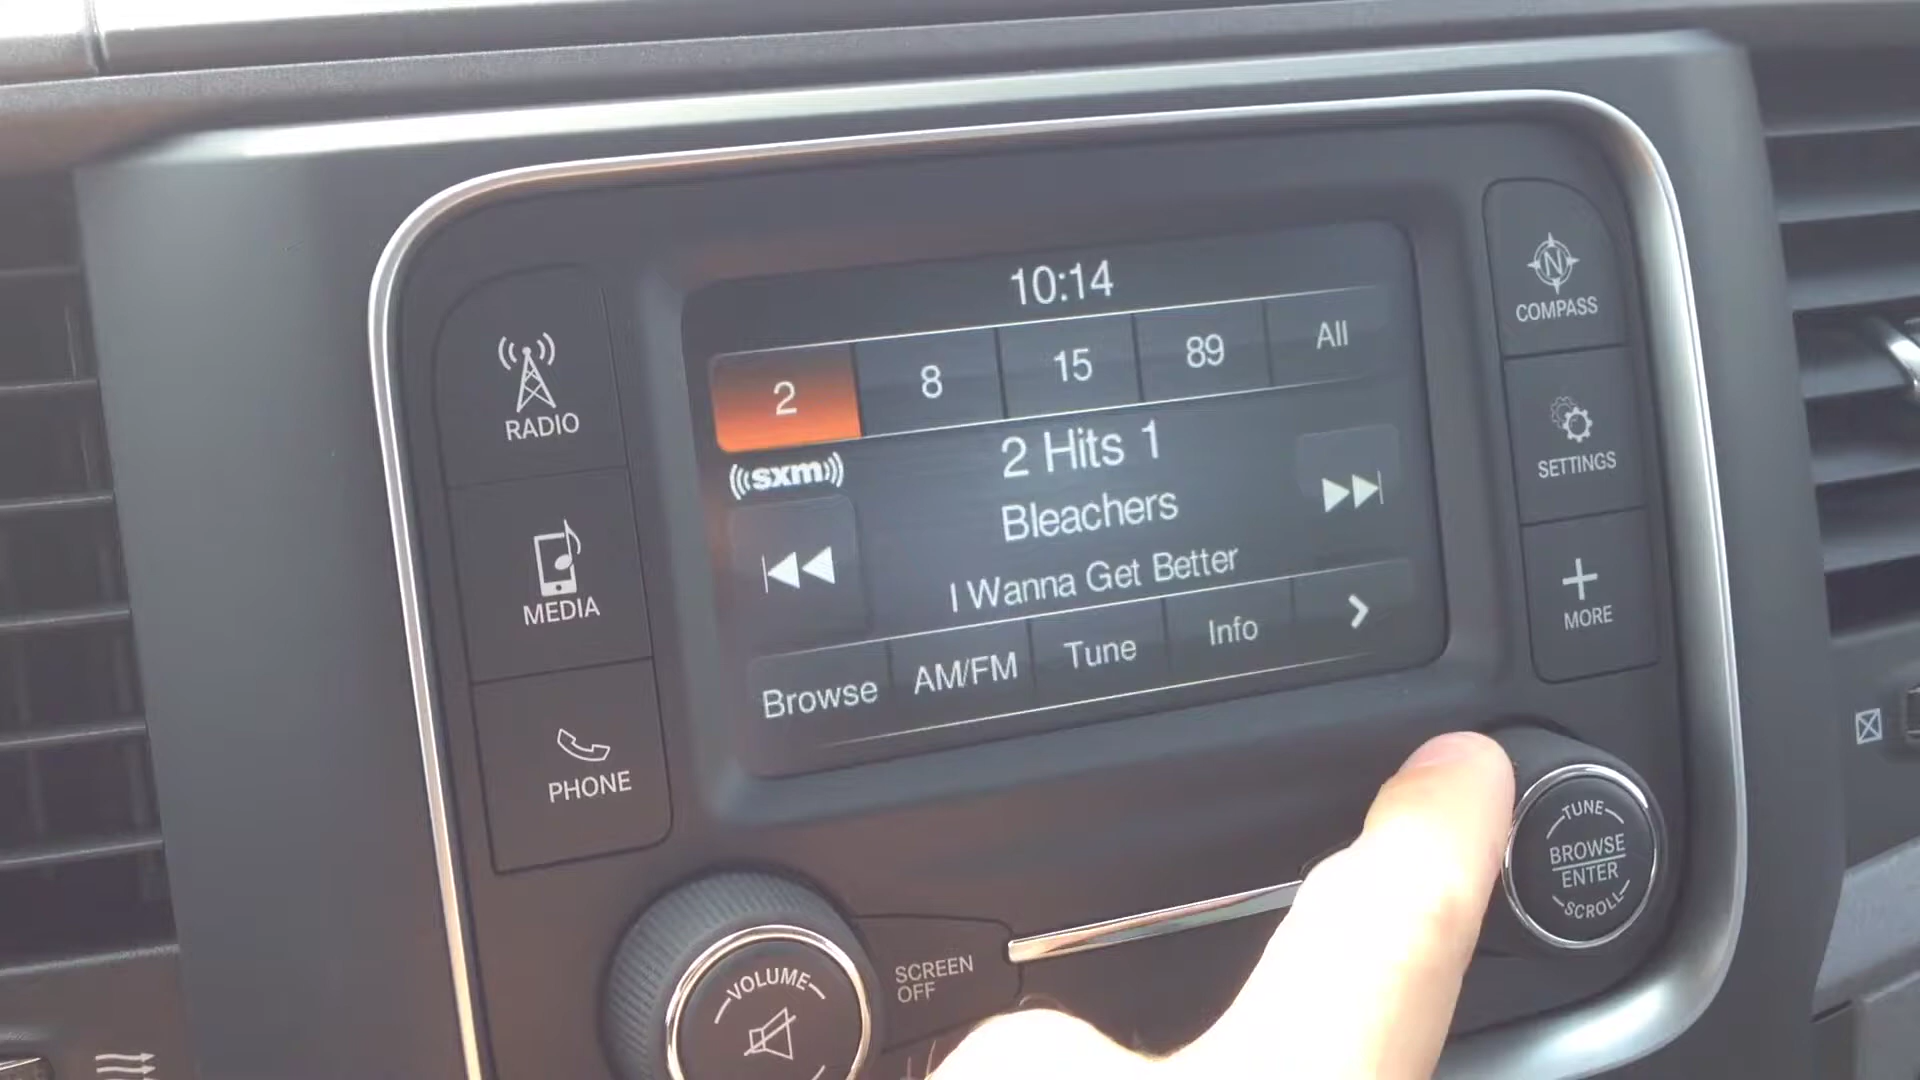 10:14
2 8 15 89 All
((sxm))
2 Hits 1
Bleachers
I Wanna Get Better
Browse AM/FM Tune Info
RADIO
MEDIA
PHONE
N
COMPASS
SETTINGS
MORE
VOLUME
SCREEN
OFF
TUNE
BROWSE
ENTER
SCROLL